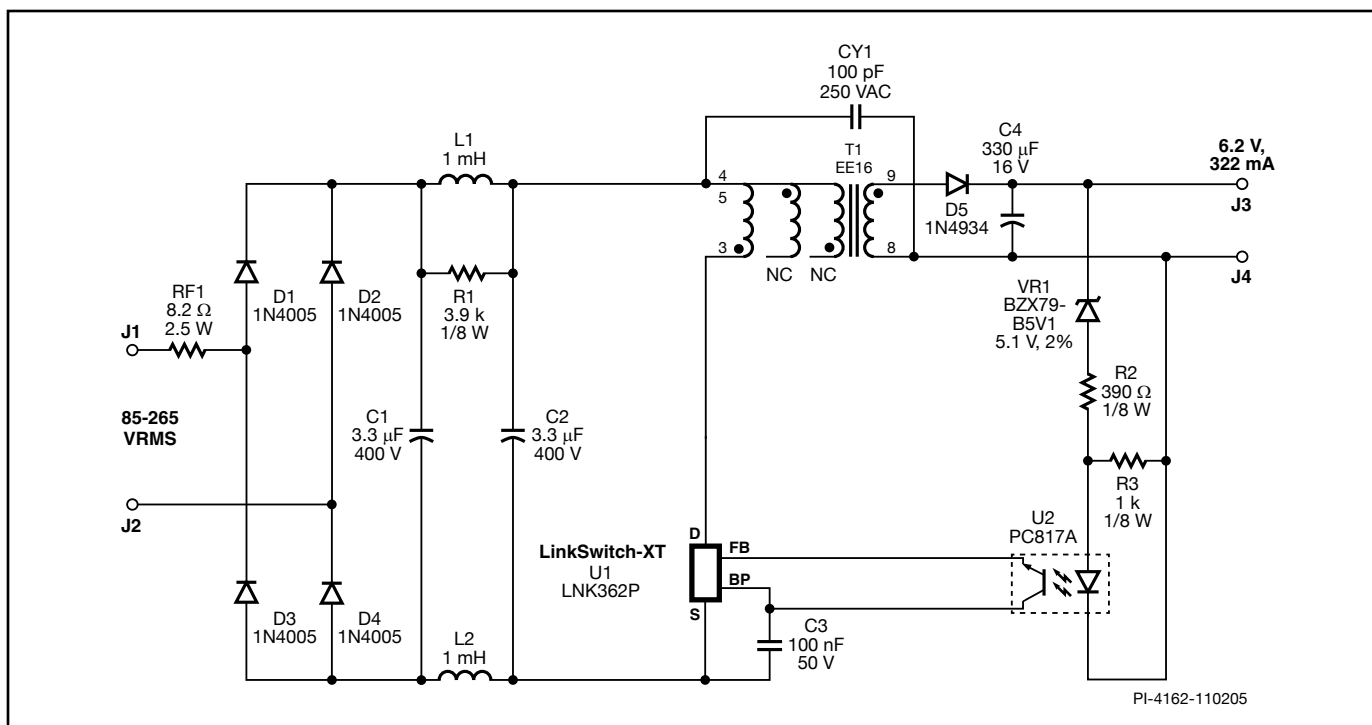 CY1
100 pF
250 VAC
L1
1 mH
T1
EE16
C4
330 µF
16 V
6.2 V,
322 mA
J3
4
5
3
9
8
D5
1N4934
J4
NC
NC
D1
1N4005
D2
1N4005
R1
3.9 k
1/8 W
RF1
8.2 Ω
2.5 W
J1
VR1
BZX79-
B5V1
5.1 V, 2%
R2
390 Ω
1/8 W
85-265
VRMS
C1
3.3 µF
400 V
C2
3.3 µF
400 V
R3
1 k
1/8 W
J2
U2
PC817A
LinkSwitch-XT
U1
LNK362P
D
FB
BP
S
D3
1N4005
D4
1N4005
L2
1 mH
C3
100 nF
50 V
PI-4162-110205